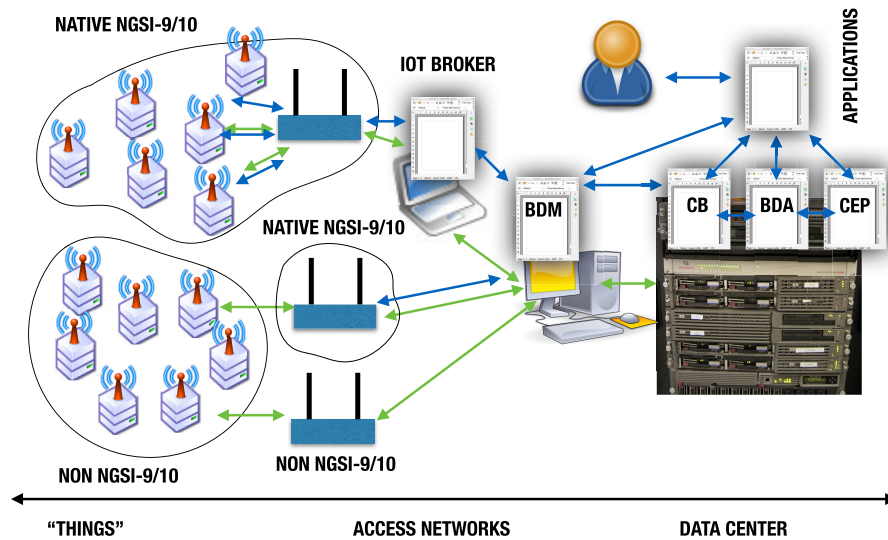 NATIVE NGSI-9/10
IOT BROKER
APPLICATIONS
BDM
CB
BDA
CEP
NATIVE NGSI-9/10
NON NGSI-9/10
NON NGSI-9/10
“THINGS”
ACCESS NETWORKS
DATA CENTER